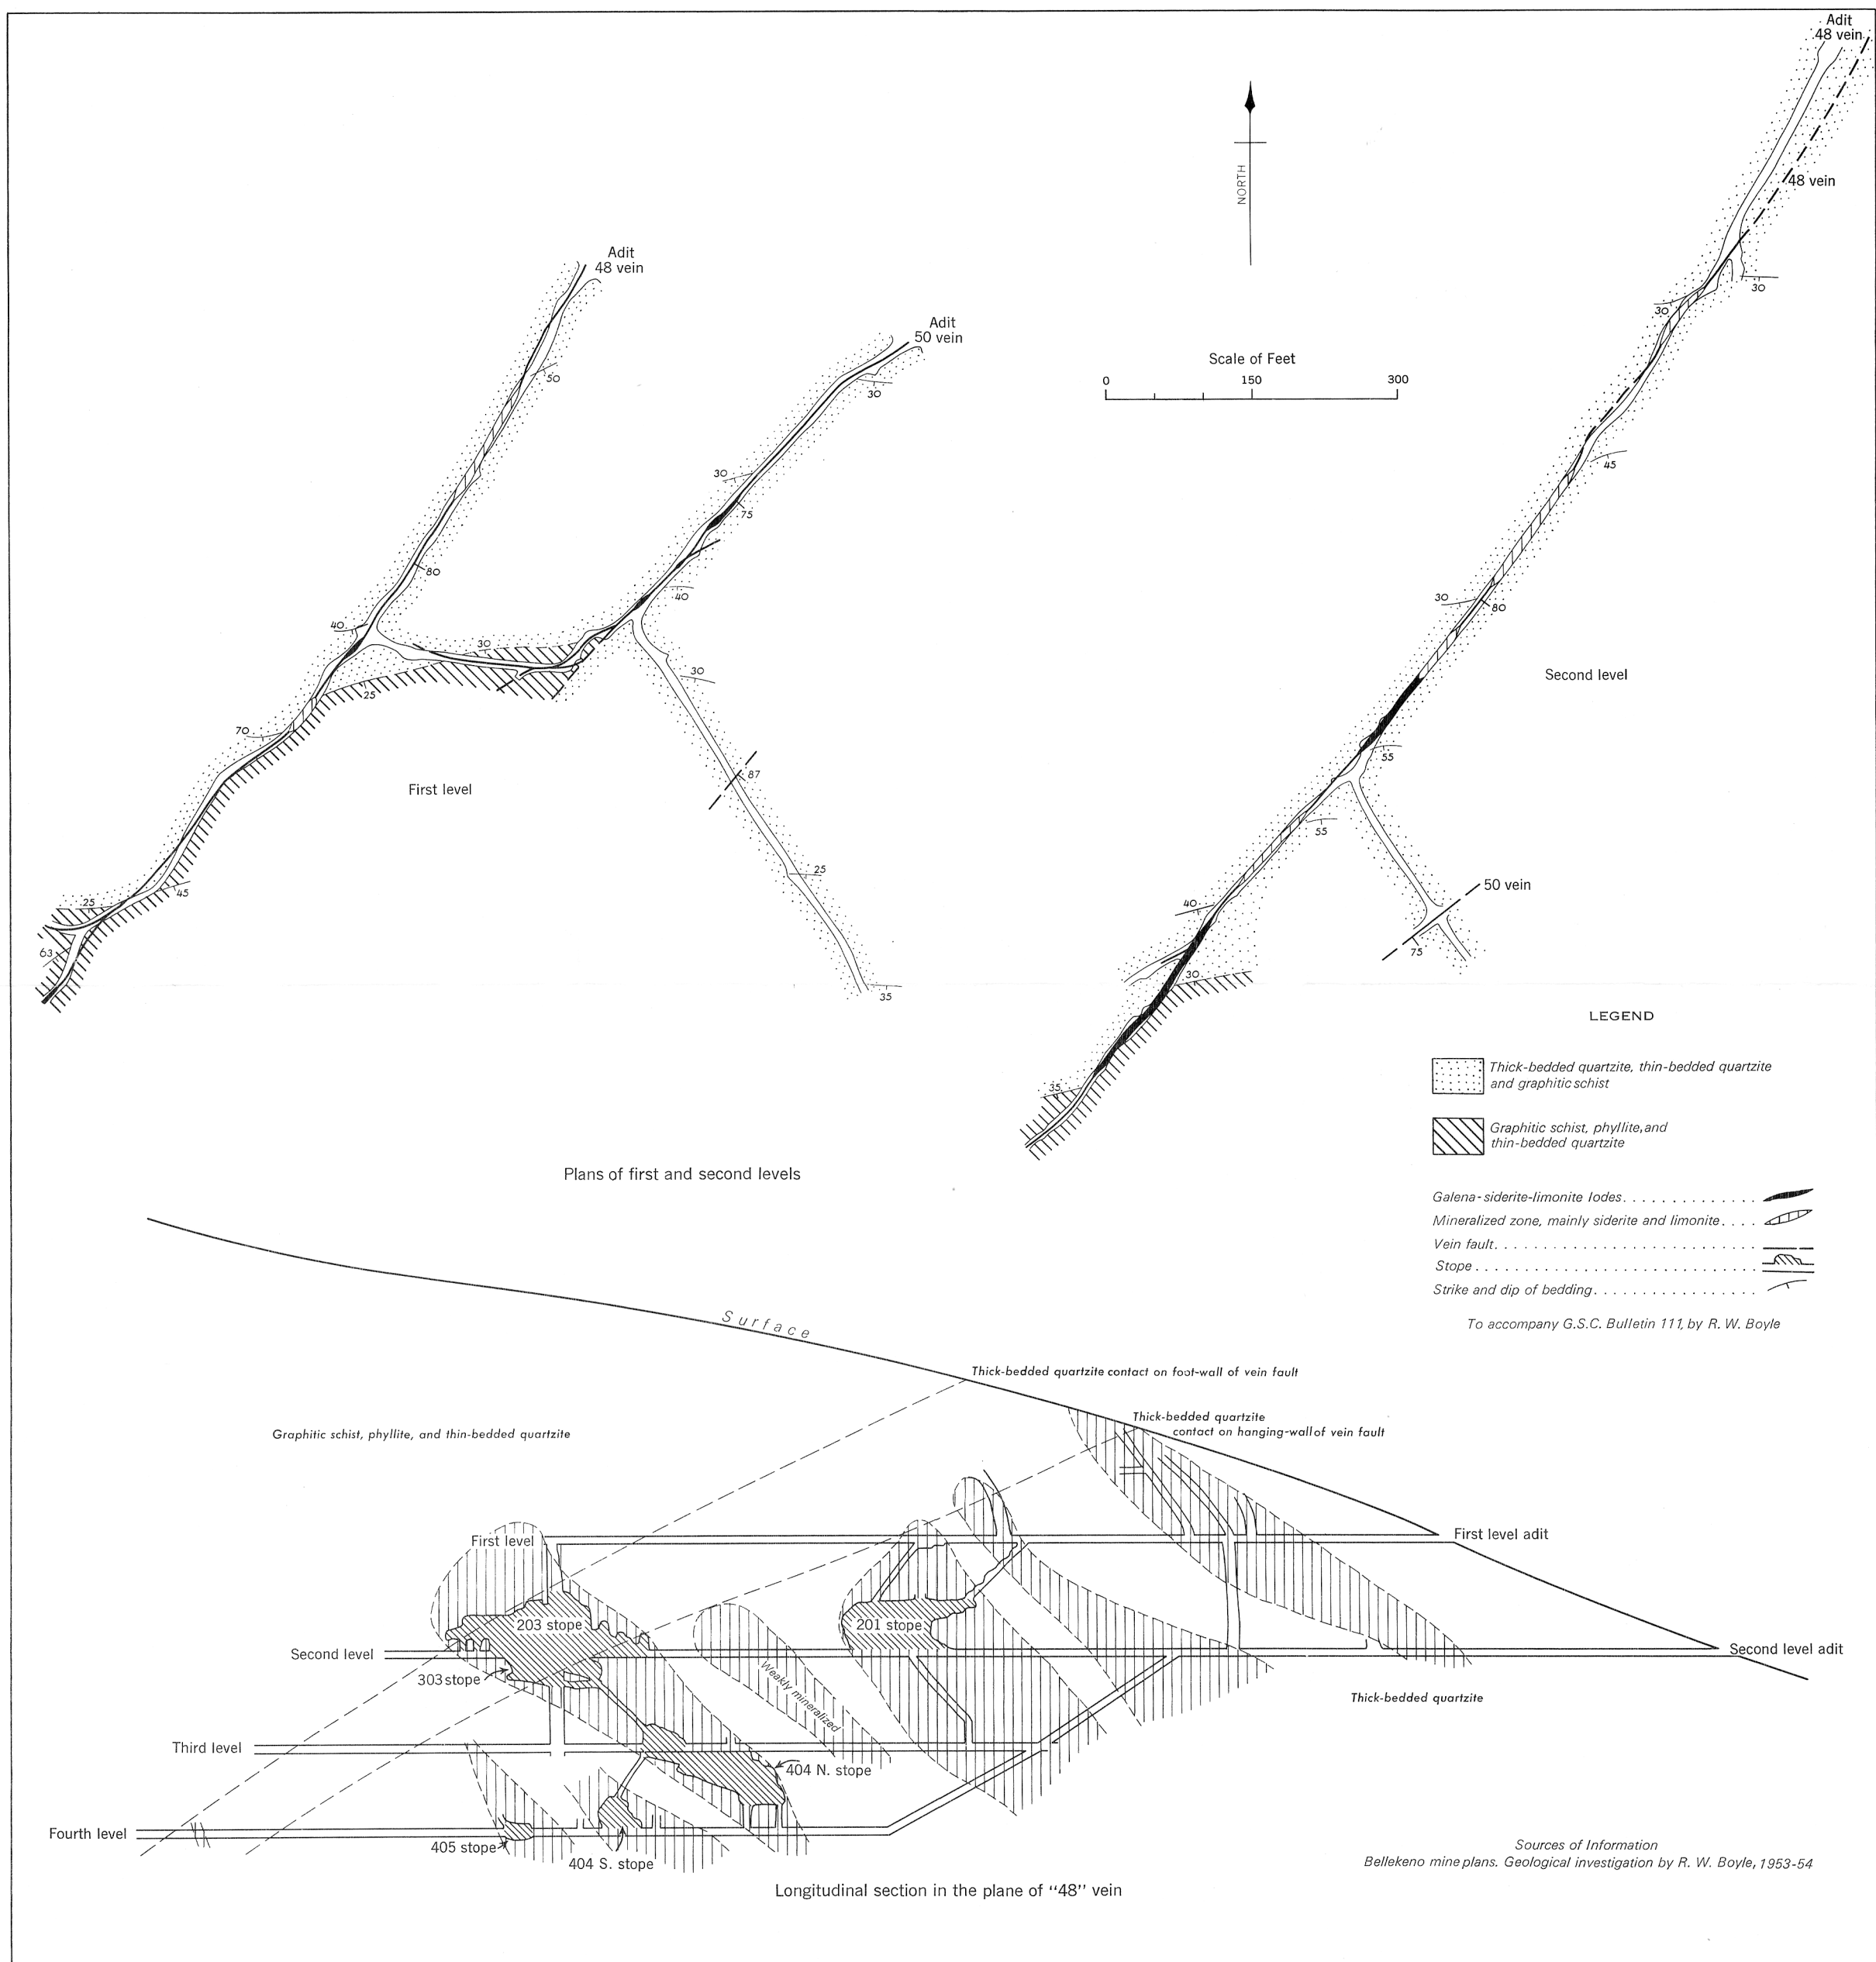 Adit
48 vein
48 vein
30
30
NORTH
Adit
48 vein
Adit
50 vein
Scale of Feet
0 150 300
50
30
30
75
45
80
40
30
80
40
30
25
30
Second level
70
55
87
First level
55
25
50 vein
45
25
40
63
75
30
35
LEGEND
Thick-bedded quartzite, thin-bedded quartzite
and graphitic schist
35
Graphitic schist, phyllite, and
thin-bedded quartzite
Plans of first and second levels
Galena-siderite-limonite lodes
Mineralized zone, mainly siderite and limonite
Vein fault
Stope
Strike and dip of bedding
To accompany G.S.C. Bulletin 111, by R. W. Boyle
Surface
Thick-bedded quartzite contact on foot-wall of vein fault
Thick-bedded quartzite
contact on hanging-wall of vein fault
Graphitic schist, phyllite, and thin-bedded quartzite
First level
First level adit
203 stope
201 stope
Second level
Second level adit
303 stope
Weakly mineralized
Thick-bedded quartzite
Third level
404 N. stope
Fourth level
405 stope
404 S. stope
Sources of Information
Bellekeno mine plans. Geological investigation by R. W. Boyle, 1953-54
Longitudinal section in the plane of "48" vein